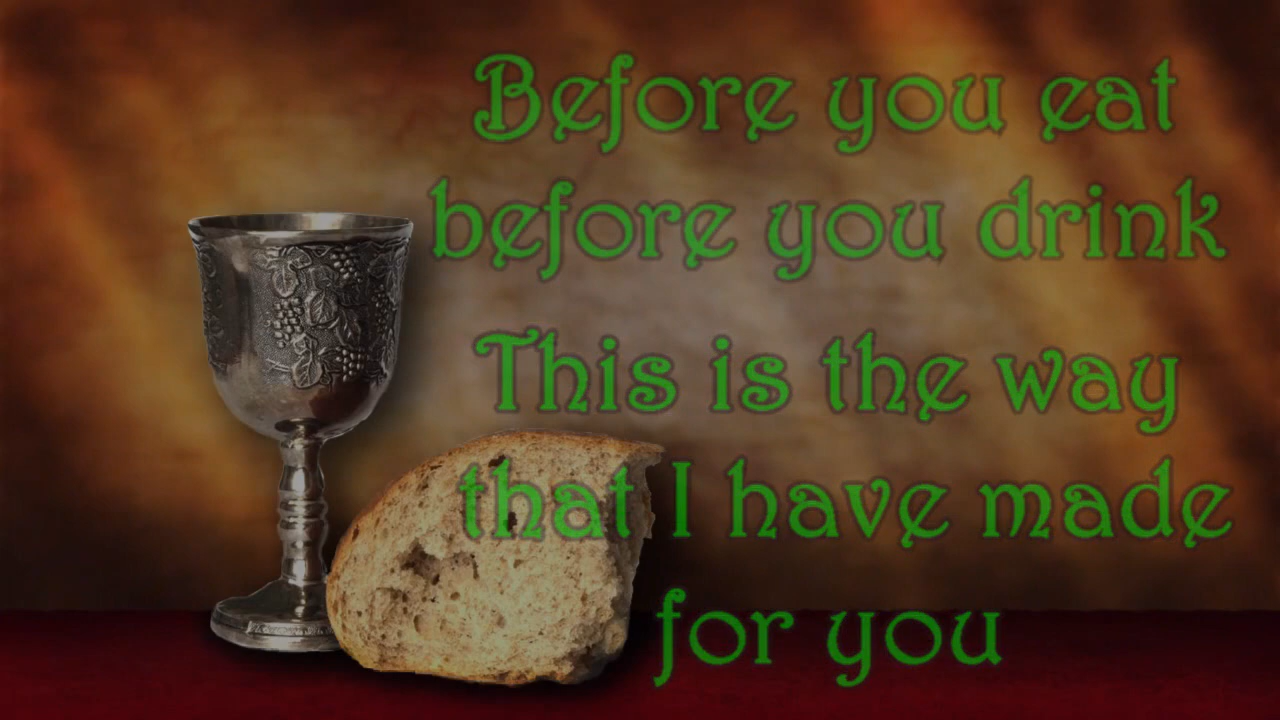 Before you eat
before you drink
This is the way
that I have made
for you